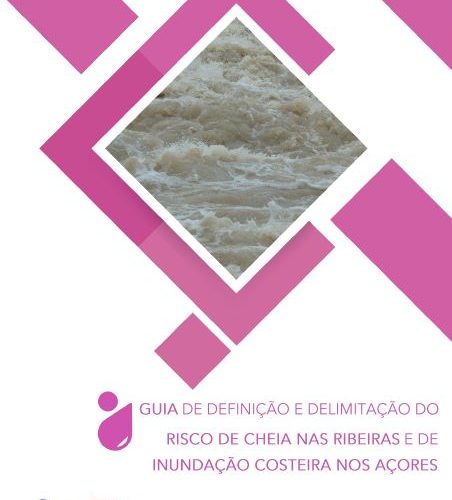 GUIA DE DEFINIÇÃO E DELIMITAÇÃO DO
RISCO DE CHEIA NAS RIBEIRAS E DE
INUNDAÇÃO COSTEIRA NOS AÇORES